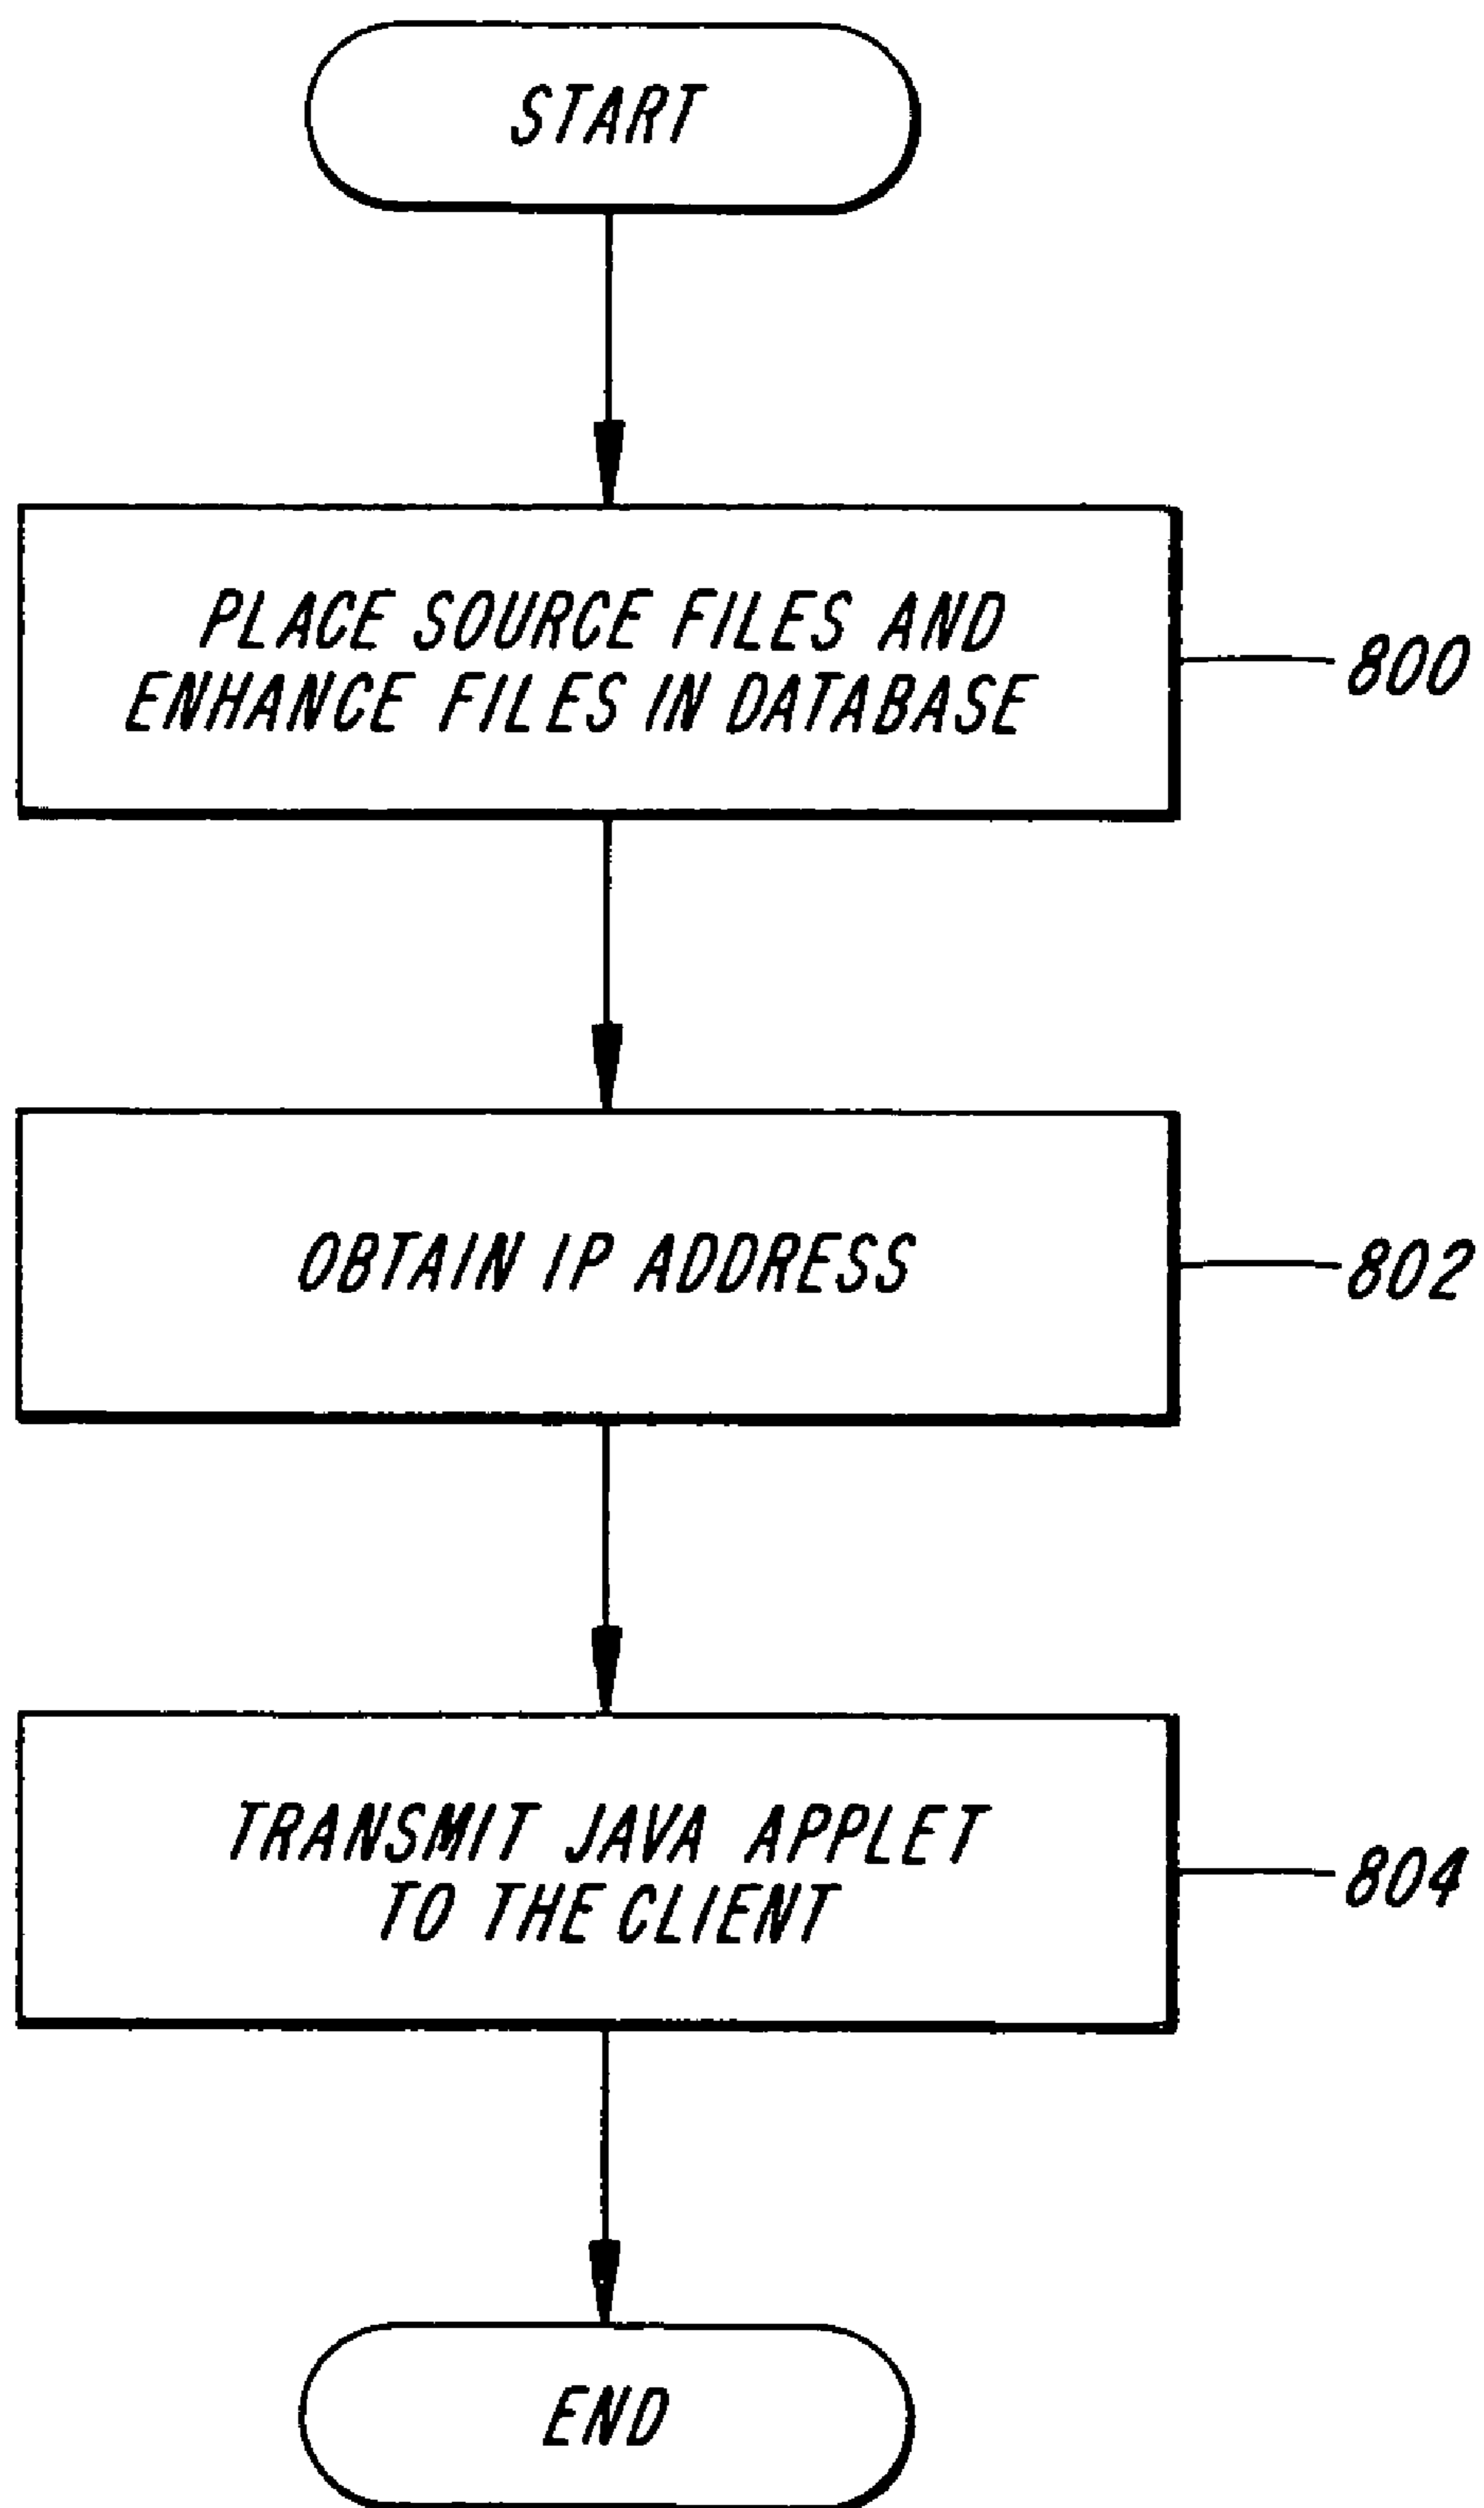 START
PLACE SOURCE FILES AND
ENHANCE FILES IN DATABASE
800
OBTAIN IP ADDRESS
802
TRANSMIT JAVA APPLET
TO THE CLIENT
804
END